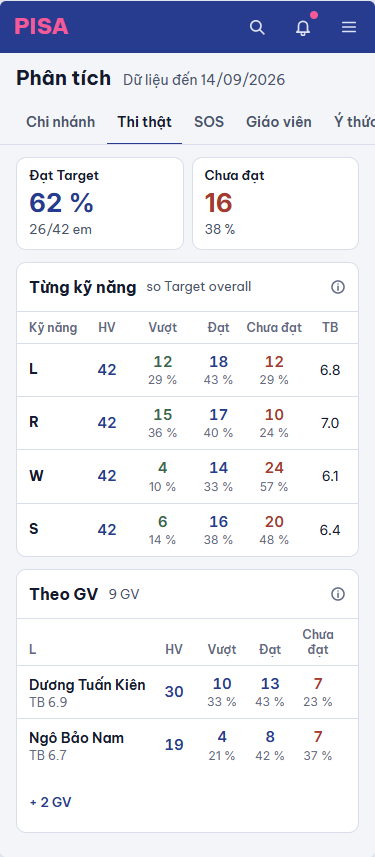 PISA
Phân tích Dữ liệu đến 14/09/2026
Chi nhánh Thi thật SOS Giáo viên Ý thức
Đạt Target
62 %
26/42 em
Chưa đạt
16
38 %
Từng kỹ năng so Target overall
Kỹ năng HV Vượt Đạt Chưa đạt TB
L 42 12 18 12 6.8
29 % 43 % 29 %
R 42 15 17 10 7.0
36 % 40 % 24 %
W 42 4 14 24 6.1
10 % 33 % 57 %
S 42 6 16 20 6.4
14 % 38 % 48 %
Theo GV 9 GV
L HV Vượt Đạt Chưa đạt
Dương Tuấn Kiên 30 10 13 7
TB 6.9 33 % 43 % 23 %
Ngô Bảo Nam 19 4 8 7
TB 6.7 21 % 42 % 37 %
+ 2 GV